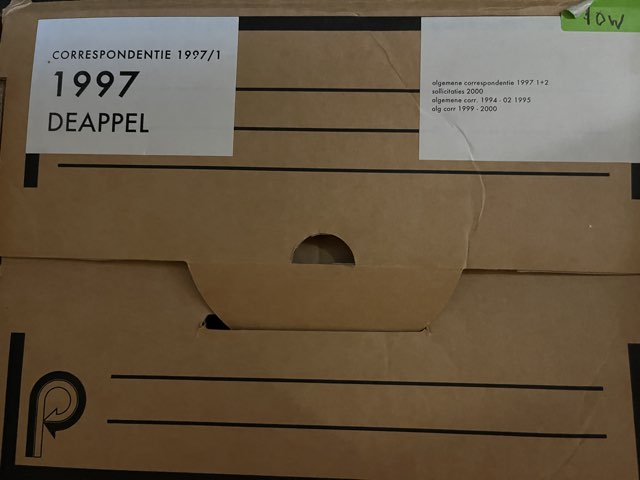 CORRESPONDENTIE 1997/1
1997
DEAPPEL
algemene correspondentie 1997 1+2
sollicitaties 2000
algemene corr. 1994 - 02 1995
alg.corr 1999 - 2000